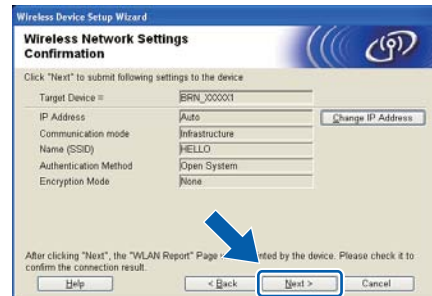 Wireless Device Setup Wizard
Wireless Network Settings
Confirmation
Click "Next" to submit following settings to the device
Target Device = BRN_XXXXX1
IP Address Auto Change IP Address
Communication mode Infrastructure
Name (SSID) HELLO
Authentication Method Open System
Encryption Mode None
After clicking "Next", the "WLAN Report" Page by the device. Please check it to
confirm the connection result.
Help < Back Next > Cancel